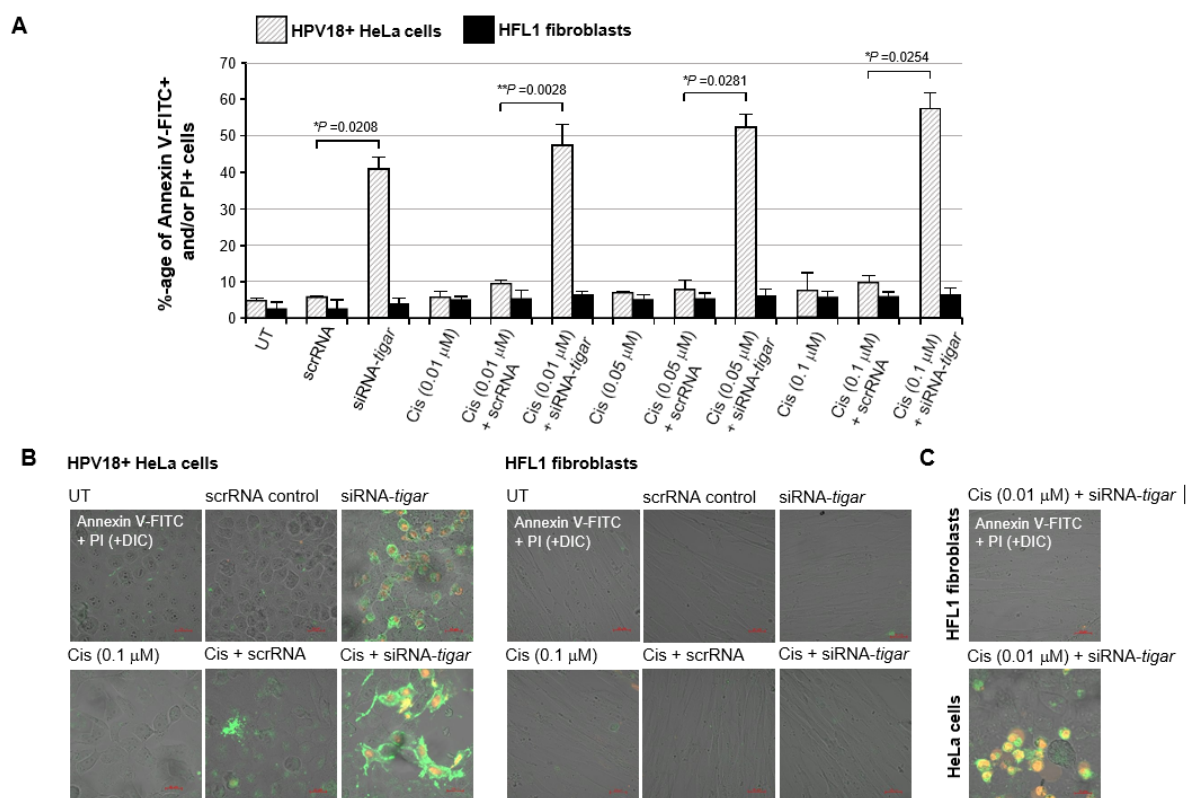 A
HPV18+ HeLa cells
HFL1 fibroblasts
%-age of Annexin V-FITC+
and/or PI+ cells
70
60
50
40
30
20
10
0
*P =0.0208
**P =0.0028
*P =0.0281
*P =0.0254
UT
scrRNA
siRNA-tigar
Cis (0.01 μM)
Cis (0.01 μM)
+ scrRNA
Cis (0.01 μM)
+ siRNA-tigar
Cis (0.05 μM)
Cis (0.05 μM)
+ scrRNA
Cis (0.05 μM)
+ siRNA-tigar
Cis (0.1 μM)
Cis (0.1 μM)
+ scrRNA
Cis (0.1 μM)
+ siRNA-tigar
B
HPV18+ HeLa cells
UT
scrRNA control
siRNA-tigar
Annexin V-FITC
+ PI (+DIC)
Cis (0.1 μM)
Cis + scrRNA
Cis + siRNA-tigar
HFL1 fibroblasts
UT
scrRNA control
siRNA-tigar
Annexin V-FITC
+ PI (+DIC)
Cis (0.1 μM)
Cis + scrRNA
Cis + siRNA-tigar
C
Cis (0.01 μM) + siRNA-tigar
HFL1 fibroblasts
Annexin V-FITC
+ PI (+DIC)
Cis (0.01 μM) + siRNA-tigar
HeLa cells